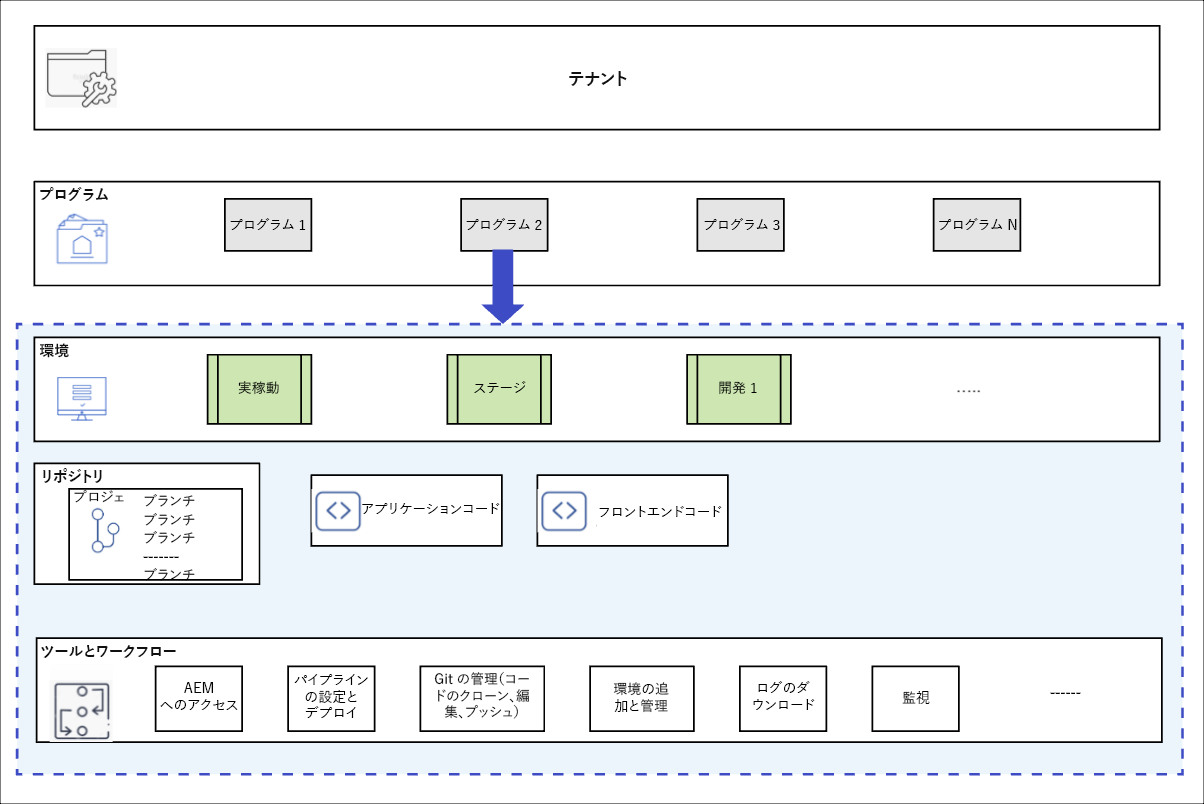 テナント
プログラム
プログラム 1
プログラム 2
プログラム 3
プログラム N
環境
実稼動
ステージ
開発 1
.....
リポジトリ
プロジェ
ブランチ
ブランチ
ブランチ
-------
ブランチ
アプリケーションコード
フロントエンドコード
ツールとワークフロー
AEM
へのアクセス
パイプライン
の設定と
デプロイ
Git の管理(コー
ドのクローン、編
集、プッシュ)
環境の追
加と管理
ログのダ
ウンロード
監視
------